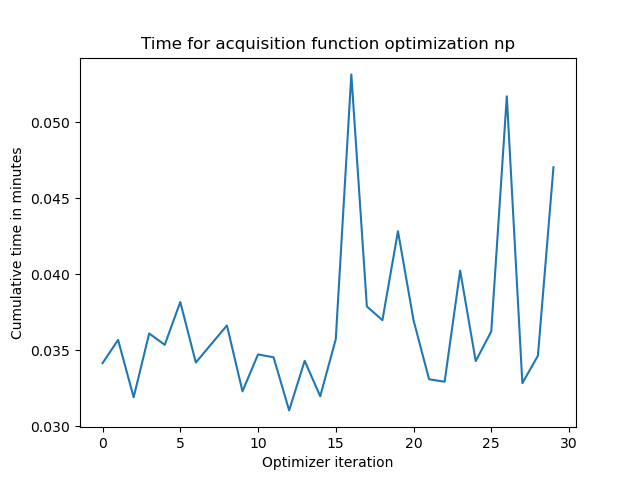 Time for acquisition function optimization np
Cumulative time in minutes
0.050
0.045
0.040
0.035
0.030
0 5 10 15 20 25 30
Optimizer iteration